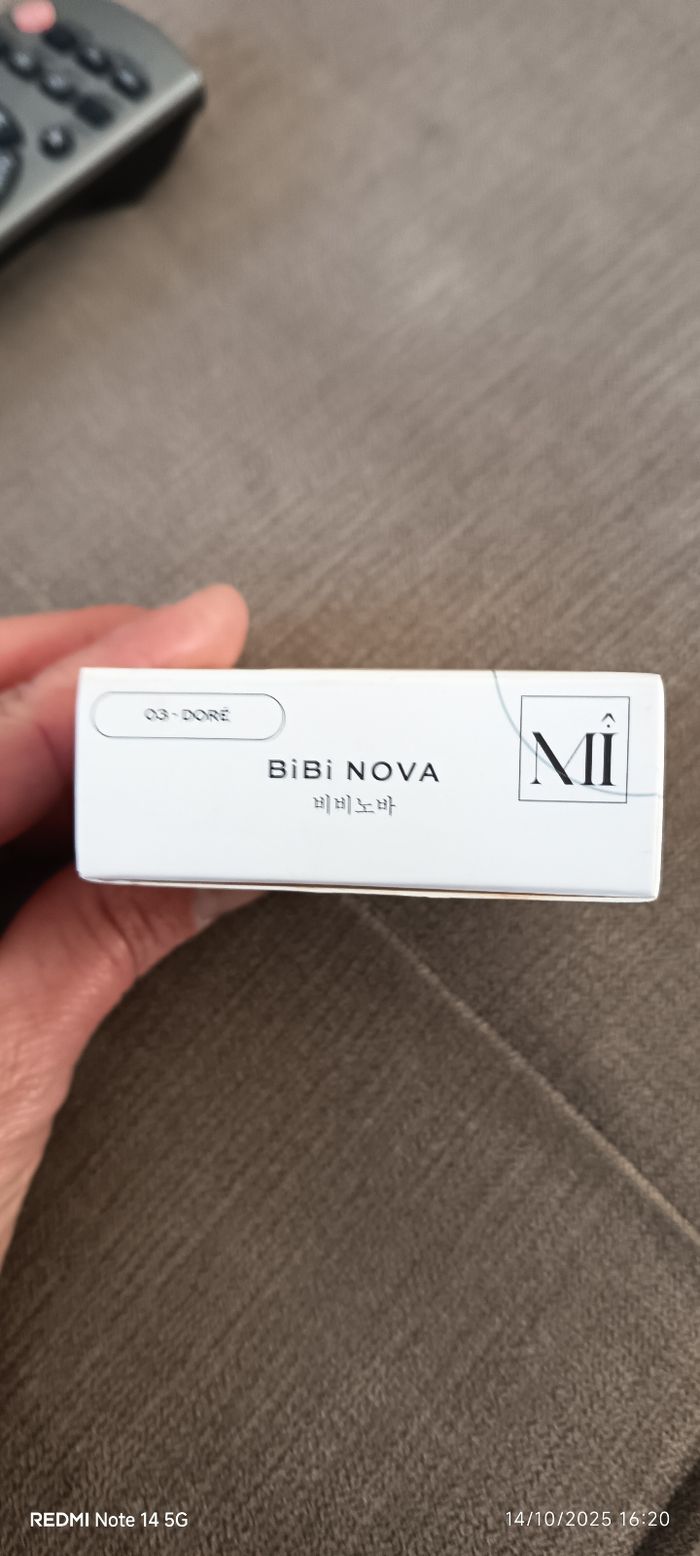 03 - DORÉ
BiBi NOVA
비비노바
MÎ
REDMI Note 14 5G
14/10/2025 16:20